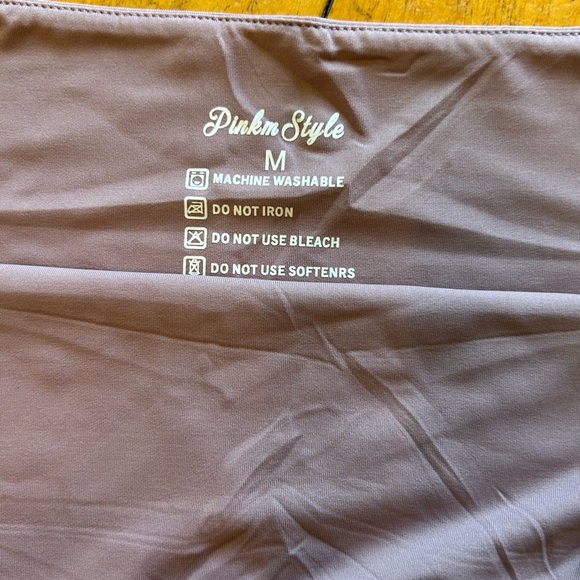 Pinkm Style
M
MACHINE WASHABLE
DO NOT IRON
DO NOT USE BLEACH
DO NOT USE SOFTENRS